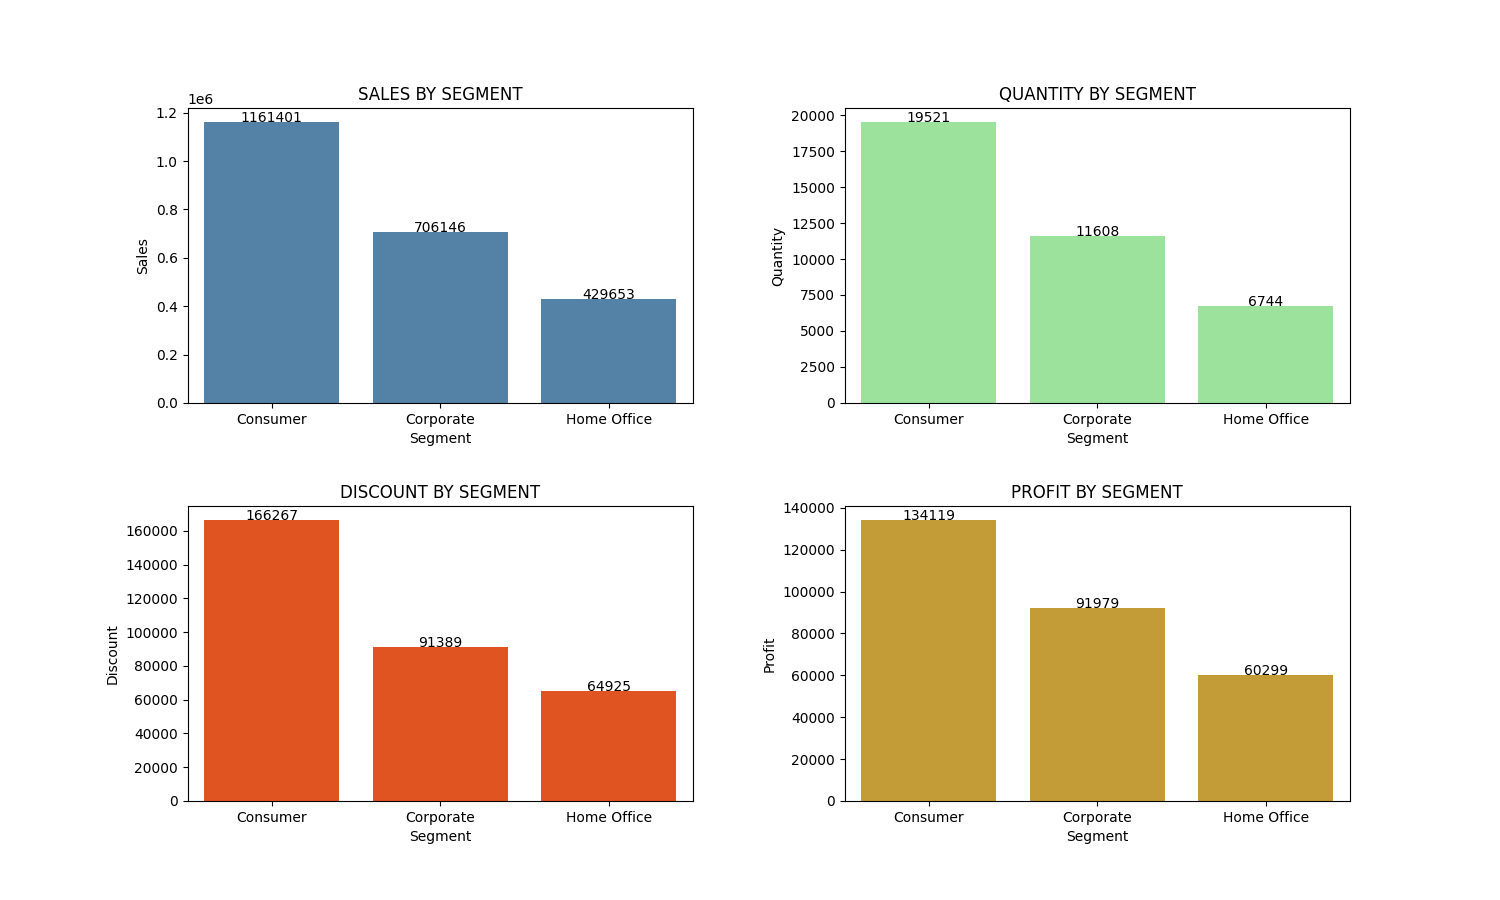 SALES BY SEGMENT
1e6
1.2
1.0
0.8
0.6
0.4
0.2
0.0
Sales
1161401
706146
429653
Consumer Corporate Home Office
Segment
QUANTITY BY SEGMENT
20000
17500
15000
12500
10000
7500
5000
2500
0
Quantity
19521
11608
6744
Consumer Corporate Home Office
Segment
DISCOUNT BY SEGMENT
160000
140000
120000
100000
80000
60000
40000
20000
0
Discount
166267
91389
64925
Consumer Corporate Home Office
Segment
PROFIT BY SEGMENT
140000
120000
100000
80000
60000
40000
20000
0
Profit
134119
91979
60299
Consumer Corporate Home Office
Segment